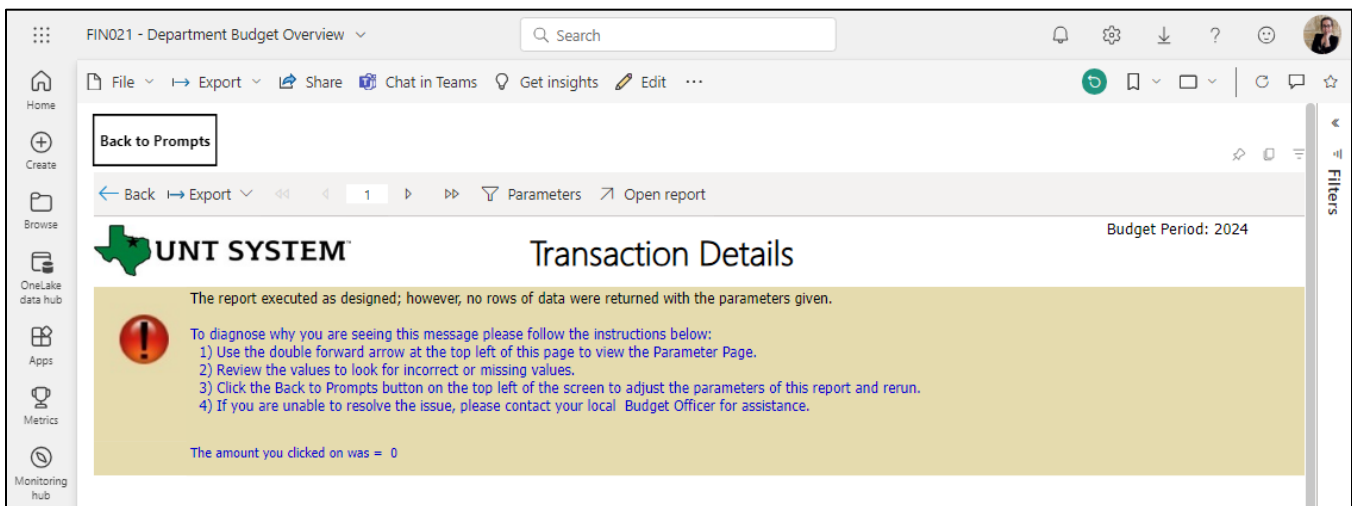 FIN021 - Department Budget Overview
Search
?
File
Export
Share
Chat in Teams
Get insights
Edit
...
Home
Create
Browse
OneLake
data hub
Apps
Metrics
Monitoring
hub
Back to Prompts
Filters
Back
Export
1
Parameters
Open report
UNT SYSTEM™
Transaction Details
Budget Period: 2024
The report executed as designed; however, no rows of data were returned with the parameters given.
To diagnose why you are seeing this message please follow the instructions below:
1) Use the double forward arrow at the top left of this page to view the Parameter Page.
2) Review the values to look for incorrect or missing values.
3) Click the Back to Prompts button on the top left of the screen to adjust the parameters of this report and rerun.
4) If you are unable to resolve the issue, please contact your local  Budget Officer for assistance.
The amount you clicked on was =  0